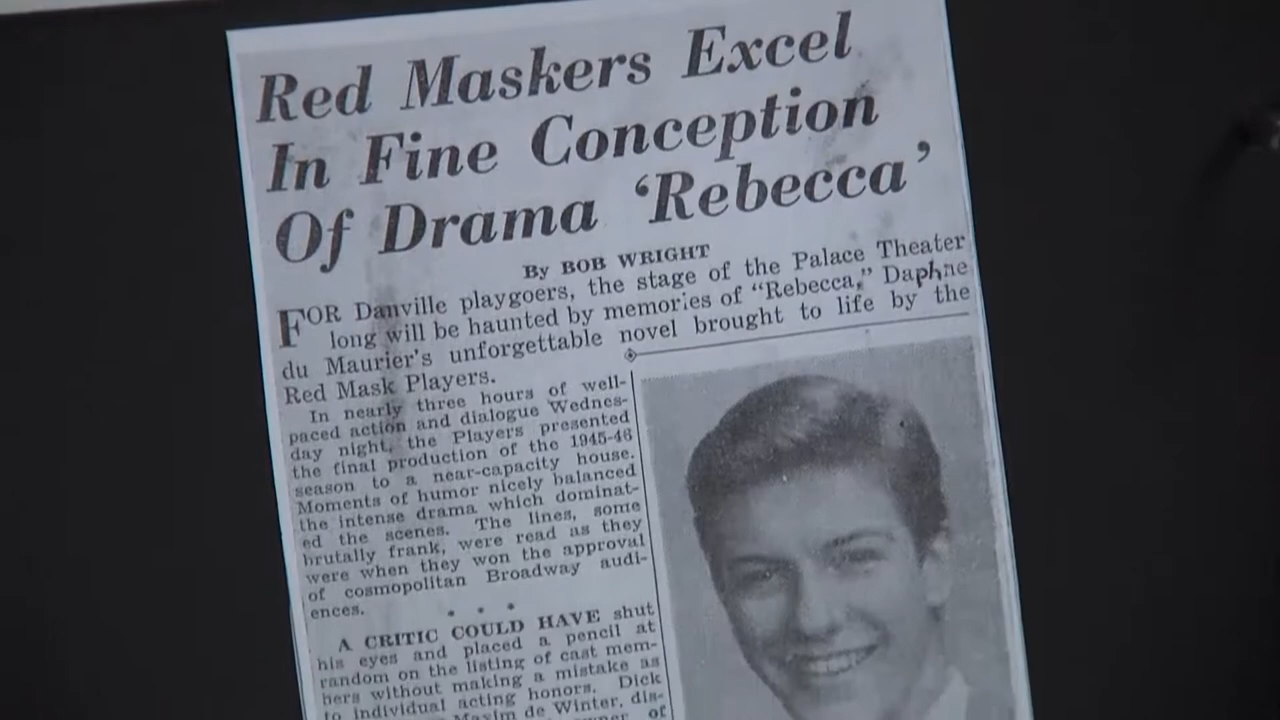 Red Maskers Excel
In Fine Conception
Of Drama ‘Rebecca’
By BOB WRIGHT
FOR Danville playgoers, the stage of the Palace Theater
long will be haunted by memories of “Rebecca,” Daphne
du Maurier's unforgettable novel brought to life by the
Red Mask Players.
In nearly three hours of well-
paced action and dialogue Wednes-
day night, the Players presented
the final production of the 1945-46
season to a near-capacity house.
Moments of humor nicely balanced
the intense drama which dominat-
ed the scenes. The lines, some
brutally frank, were read as they
were when they won the approval
of cosmopolitan Broadway audi-
ences.
* * *
A CRITIC COULD HAVE shut
his eyes and placed a pencil at
random on the listing of cast mem-
bers without making a mistake as
to individual acting honors. Dick
Maxim de Winter, dis-
owner of